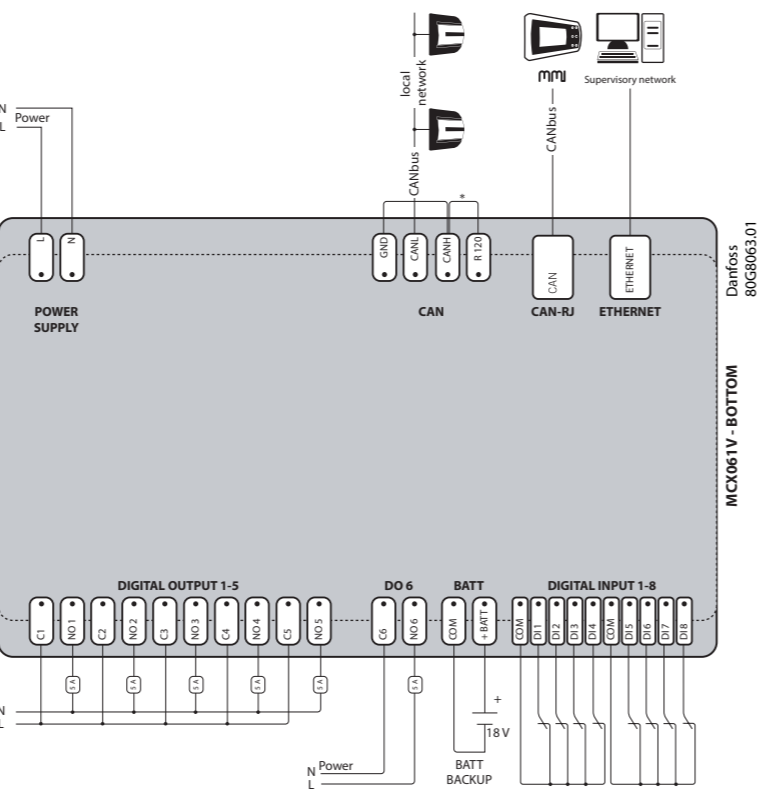 local
network
CANbus
*
mmi
CANbus
Supervisory network
N
L
Power
L
N
POWER
SUPPLY
GND
CANL
CANH
R 120
CAN
CAN
CAN-RJ
ETHERNET
ETHERNET
Danfoss
80G8063.01
MCX061V - BOTTOM
DIGITAL OUTPUT 1-5
C1
NO 1
C2
NO 2
C3
NO 3
C4
NO 4
C5
NO 5
DO 6
C6
NO 6
BATT
COM
+BATT
DIGITAL INPUT 1-8
COM
DI1
DI2
DI3
DI4
COM
DI5
DI6
DI7
DI8
5 A
5 A
5 A
5 A
5 A
5 A
N
L
+
18 V
BATT
BACKUP
N
L
Power